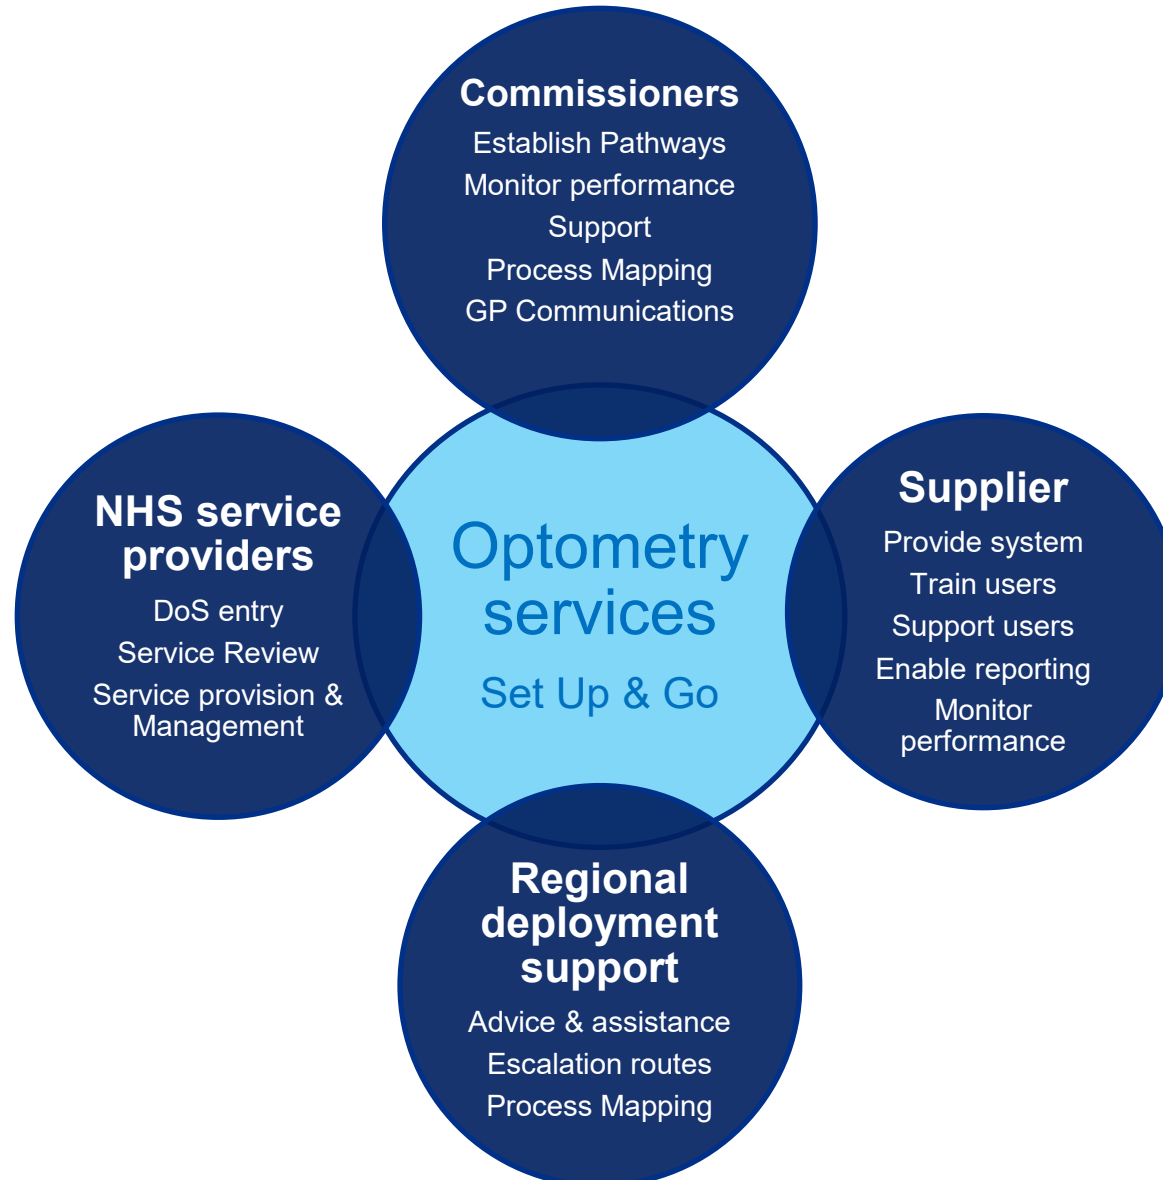 Commissioners
Establish Pathways
Monitor performance
Support
Process Mapping
GP Communications
NHS service
providers
DoS entry
Service Review
Service provision &
Management
Optometry
services
Set Up & Go
Supplier
Provide system
Train users
Support users
Enable reporting
Monitor
performance
Regional
deployment
support
Advice & assistance
Escalation routes
Process Mapping